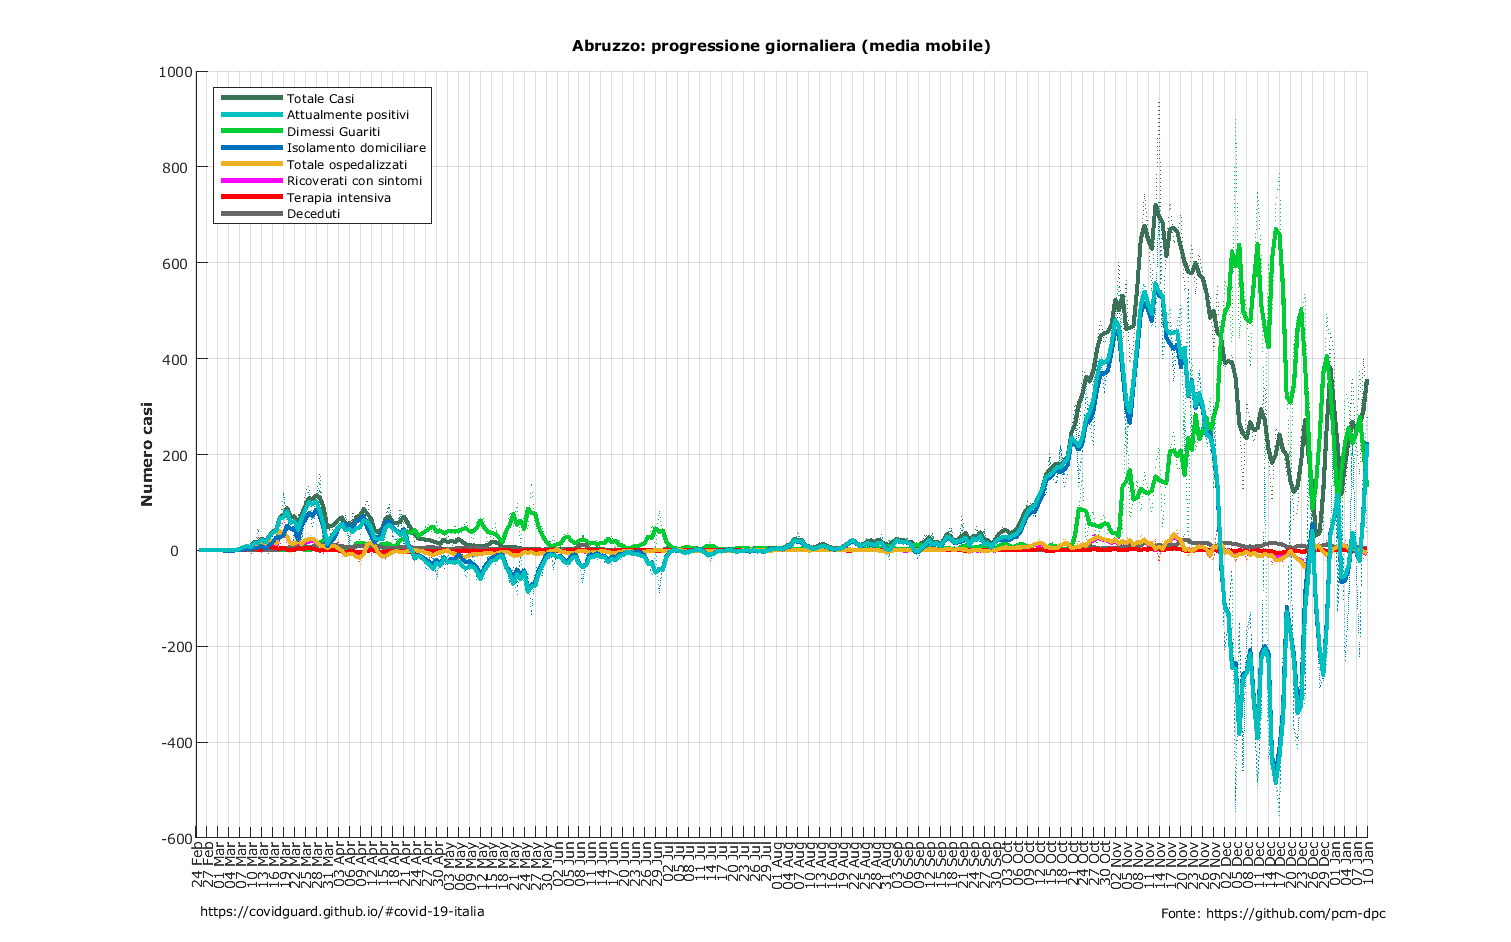 Abruzzo: progressione giornaliera (media mobile)
1000
800
600
400
200
0
-200
-400
-600
Numero casi
Totale Casi
Attualmente positivi
Dimessi Guariti
Isolamento domiciliare
Totale ospedalizzati
Ricoverati con sintomi
Terapia intensiva
Deceduti
24 Feb
27 Feb
01 Mar
04 Mar
07 Mar
10 Mar
13 Mar
16 Mar
19 Mar
22 Mar
25 Mar
28 Mar
31 Mar
03 Apr
06 Apr
09 Apr
12 Apr
15 Apr
18 Apr
21 Apr
24 Apr
27 Apr
30 Apr
03 May
06 May
09 May
12 May
15 May
18 May
21 May
24 May
27 May
30 May
02 Jun
05 Jun
08 Jun
11 Jun
14 Jun
17 Jun
20 Jun
23 Jun
26 Jun
29 Jun
02 Jul
05 Jul
08 Jul
11 Jul
14 Jul
17 Jul
20 Jul
23 Jul
26 Jul
29 Jul
01 Aug
04 Aug
07 Aug
10 Aug
13 Aug
16 Aug
19 Aug
22 Aug
25 Aug
28 Aug
31 Aug
03 Sep
06 Sep
09 Sep
12 Sep
15 Sep
18 Sep
21 Sep
24 Sep
27 Sep
30 Sep
03 Oct
06 Oct
09 Oct
12 Oct
15 Oct
18 Oct
21 Oct
24 Oct
27 Oct
30 Oct
02 Nov
05 Nov
08 Nov
11 Nov
14 Nov
17 Nov
20 Nov
23 Nov
26 Nov
29 Nov
02 Dec
05 Dec
08 Dec
11 Dec
14 Dec
17 Dec
20 Dec
23 Dec
26 Dec
29 Dec
01 Jan
04 Jan
07 Jan
10 Jan
https://covidguard.github.io/#covid-19-italia
Fonte: https://github.com/pcm-dpc